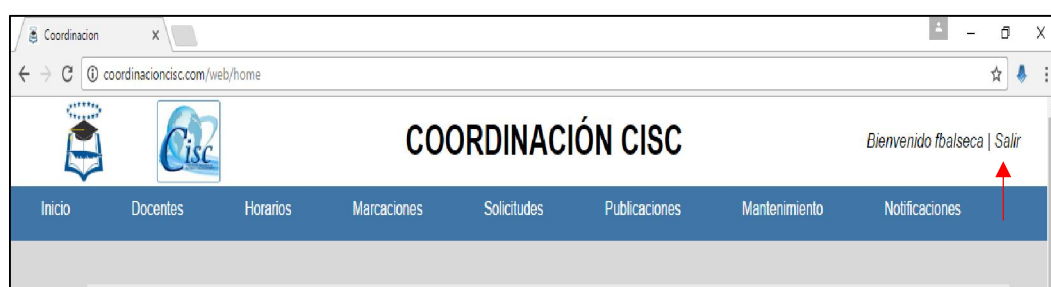 Coordinacion
coordinacioncisc.com/web/home
Cisc
COORDINACIÓN CISC
Bienvenido fbalseca | Salir
Inicio Docentes Horarios Marcaciones Solicitudes Publicaciones Mantenimiento Notificaciones